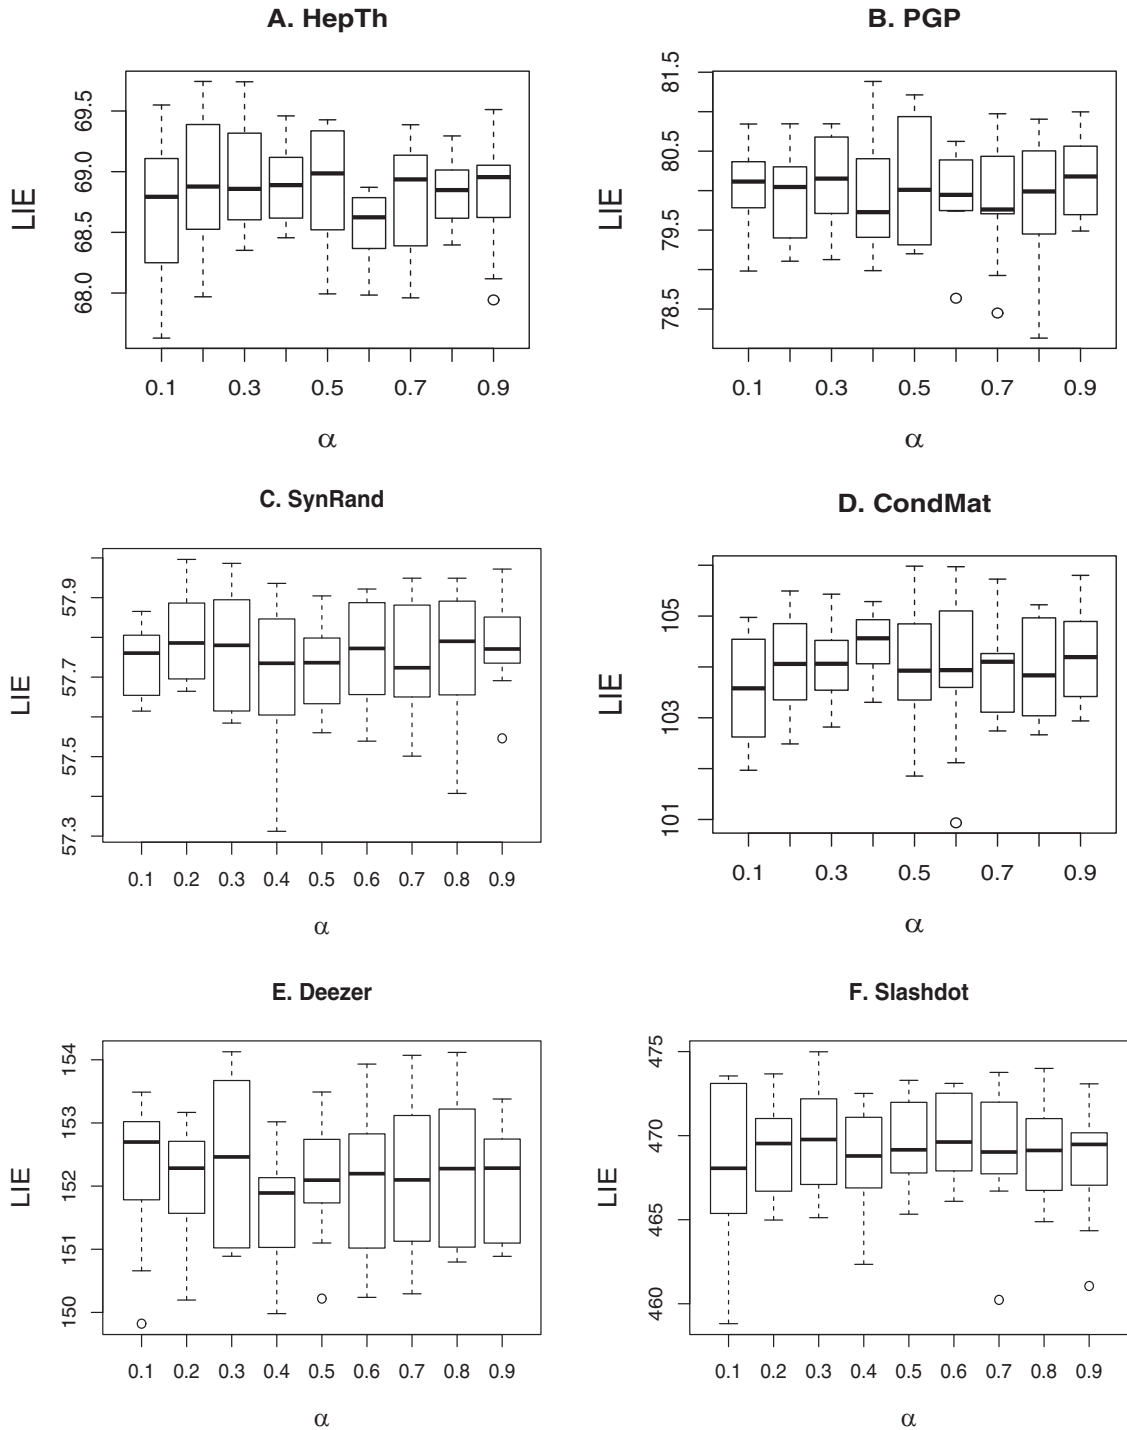 A. HepTh
LIE
69.5
69.0
68.5
68.0
0.1 0.3 0.5 0.7 0.9
α
B. PGP
LIE
81.5
80.5
79.5
78.5
0.1 0.3 0.5 0.7 0.9
α
C. SynRand
LIE
57.9
57.7
57.5
57.3
0.1 0.2 0.3 0.4 0.5 0.6 0.7 0.8 0.9
α
D. CondMat
LIE
105
103
101
0.1 0.3 0.5 0.7 0.9
α
E. Deezer
LIE
154
153
152
151
150
0.1 0.2 0.3 0.4 0.5 0.6 0.7 0.8 0.9
α
F. Slashdot
LIE
475
470
465
460
0.1 0.2 0.3 0.4 0.5 0.6 0.7 0.8 0.9
α